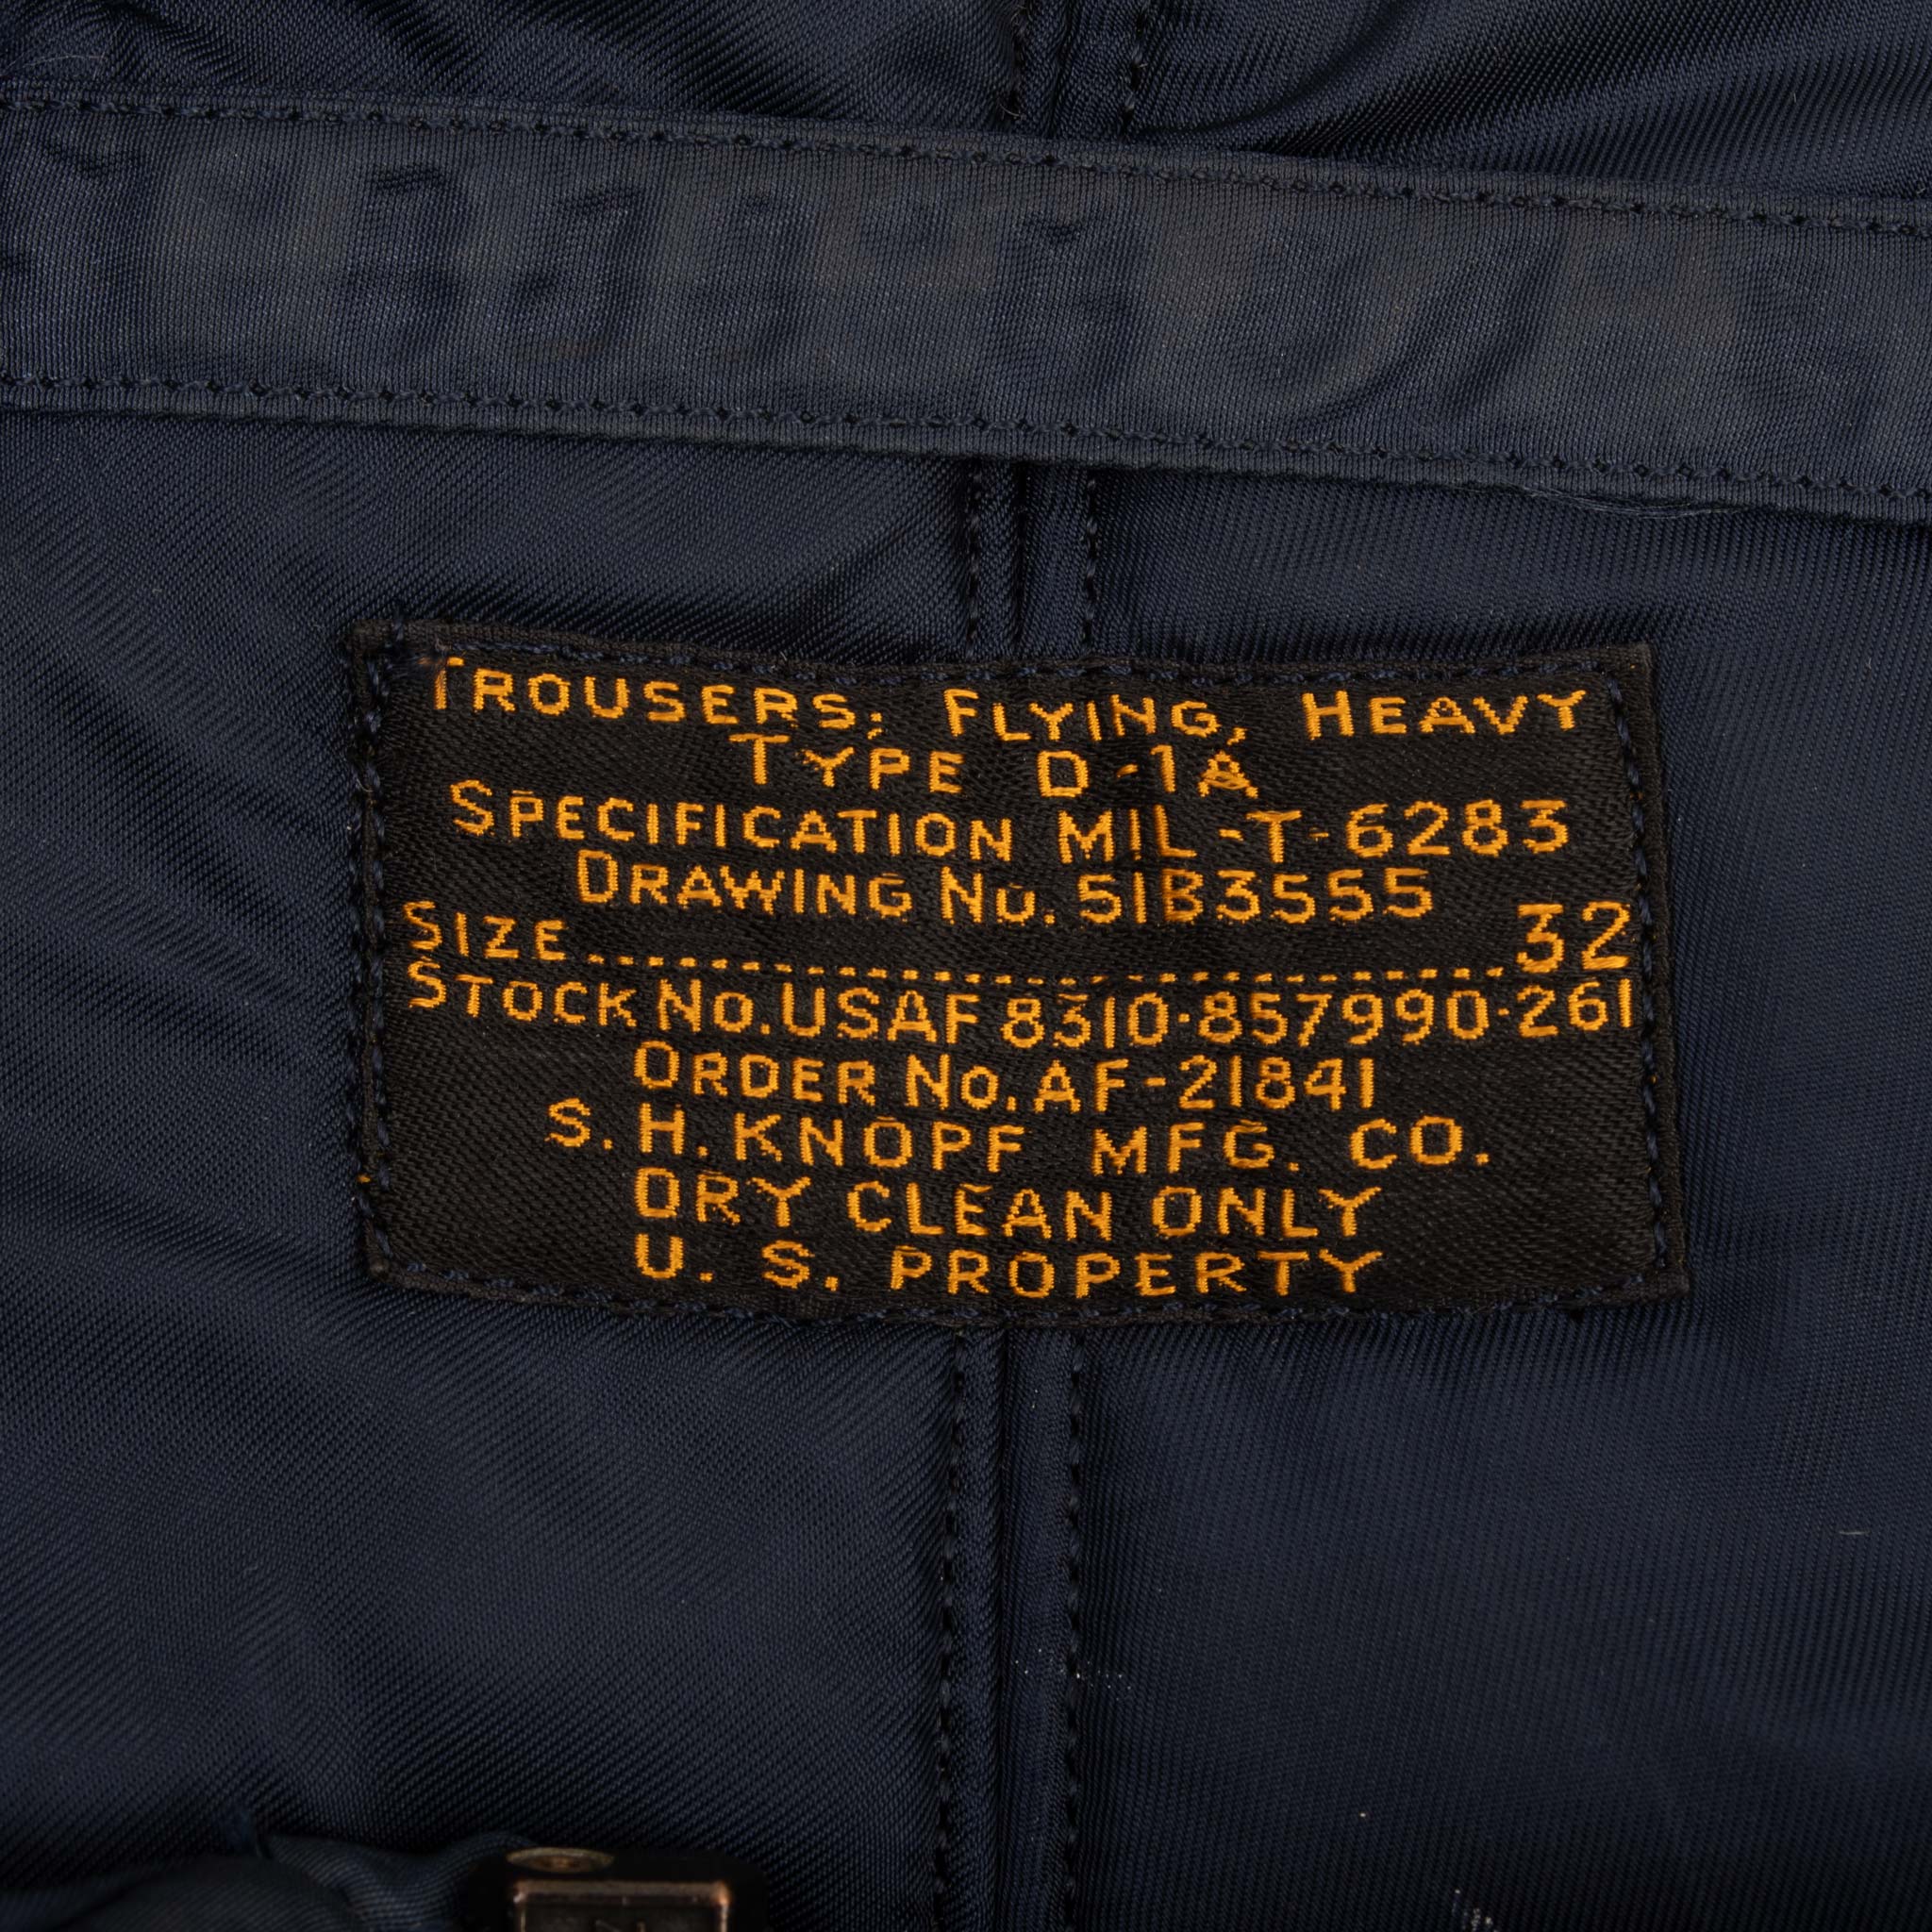 TROUSERS, FLYING, HEAVY
TYPE D-1A
SPECIFICATION MIL-T-6283
DRAWING No. 51B3555
SIZE..............................32
STOCK No. USAF 8310-857990-261
ORDER No. AF-21841
S. H. KNOPF MFG. CO.
DRY CLEAN ONLY
U. S. PROPERTY